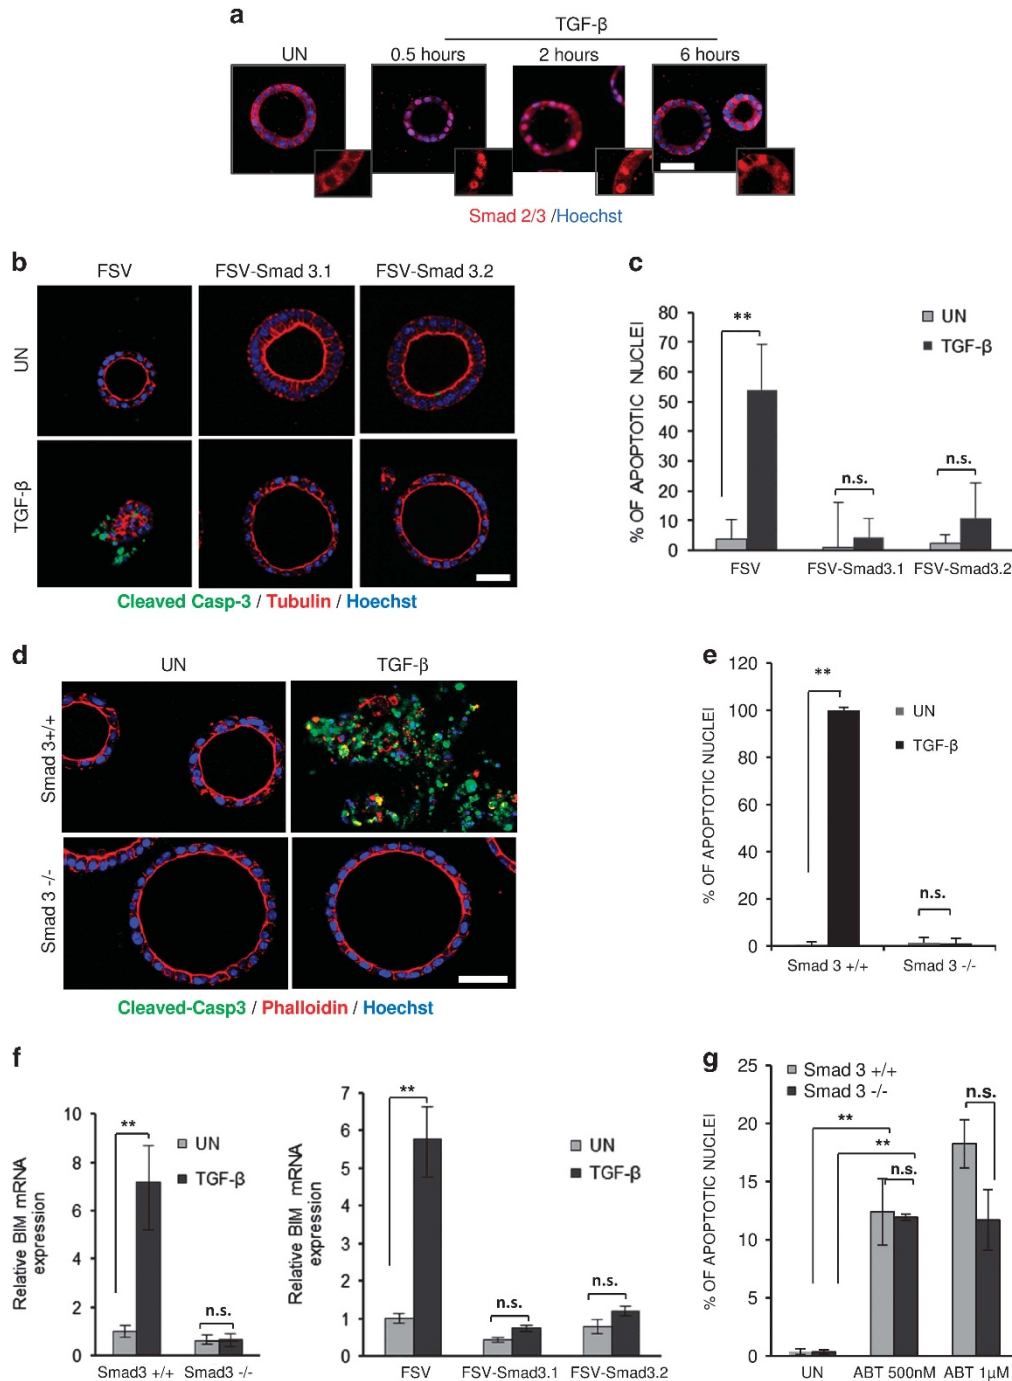 a
TGF-β
UN
0.5 hours
2 hours
6 hours
Smad 2/3 /Hoechst
b
FSV
FSV-Smad 3.1
FSV-Smad 3.2
UN
TGF-β
Cleaved Casp-3 / Tubulin / Hoechst
c
% OF APOPTOTIC NUCLEI
80
70
60
50
40
30
20
10
0
**
n.s.
n.s.
UN
TGF-β
FSV
FSV-Smad3.1
FSV-Smad3.2
d
UN
TGF-β
Smad 3+/+
Smad 3 -/-
Cleaved-Casp3 / Phalloidin / Hoechst
e
% OF APOPTOTIC NUCLEI
120
100
80
60
40
20
0
**
n.s.
UN
TGF-β
Smad 3 +/+
Smad 3 -/-
f
Relative BIM mRNA
expression
10
8
6
4
2
0
**
n.s.
UN
TGF-β
Smad3 +/+
Smad3 -/-
Relative BIM mRNA
expression
7
6
5
4
3
2
1
0
**
n.s.
n.s.
UN
TGF-β
FSV
FSV-Smad3.1
FSV-Smad3.2
g
% OF APOPTOTIC NUCLEI
25
20
15
10
5
0
Smad 3 +/+
Smad 3 -/-
**
**
n.s.
n.s.
UN
ABT 500nM
ABT 1µM